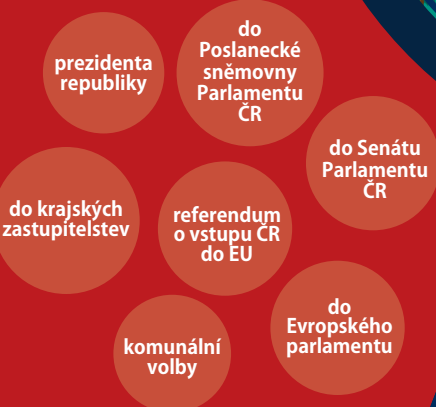 prezidenta
republiky
do
Poslanecké
sněmovny
Parlamentu
ČR
do Senátu
Parlamentu
ČR
do krajských
zastupitelstev
referendum
o vstupu ČR
do EU
do
Evropského
parlamentu
komunální
volby